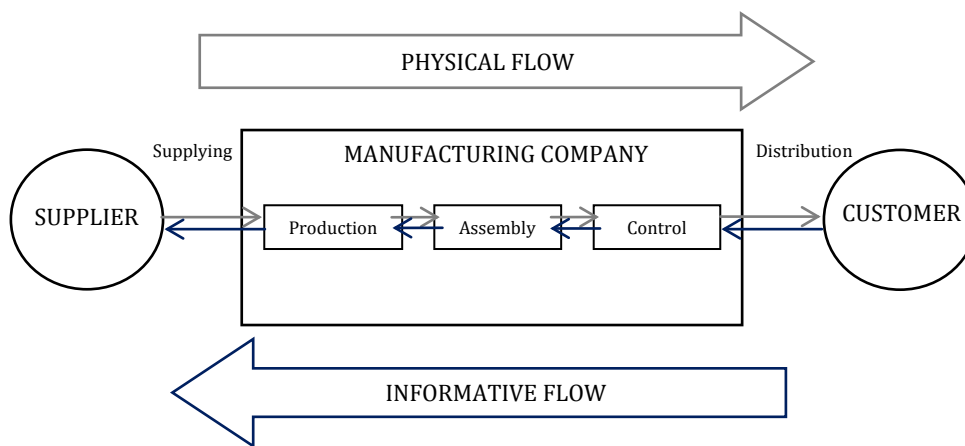 PHYSICAL FLOW
Supplying
MANUFACTURING COMPANY
Distribution
SUPPLIER
Production
Assembly
Control
CUSTOMER
INFORMATIVE FLOW